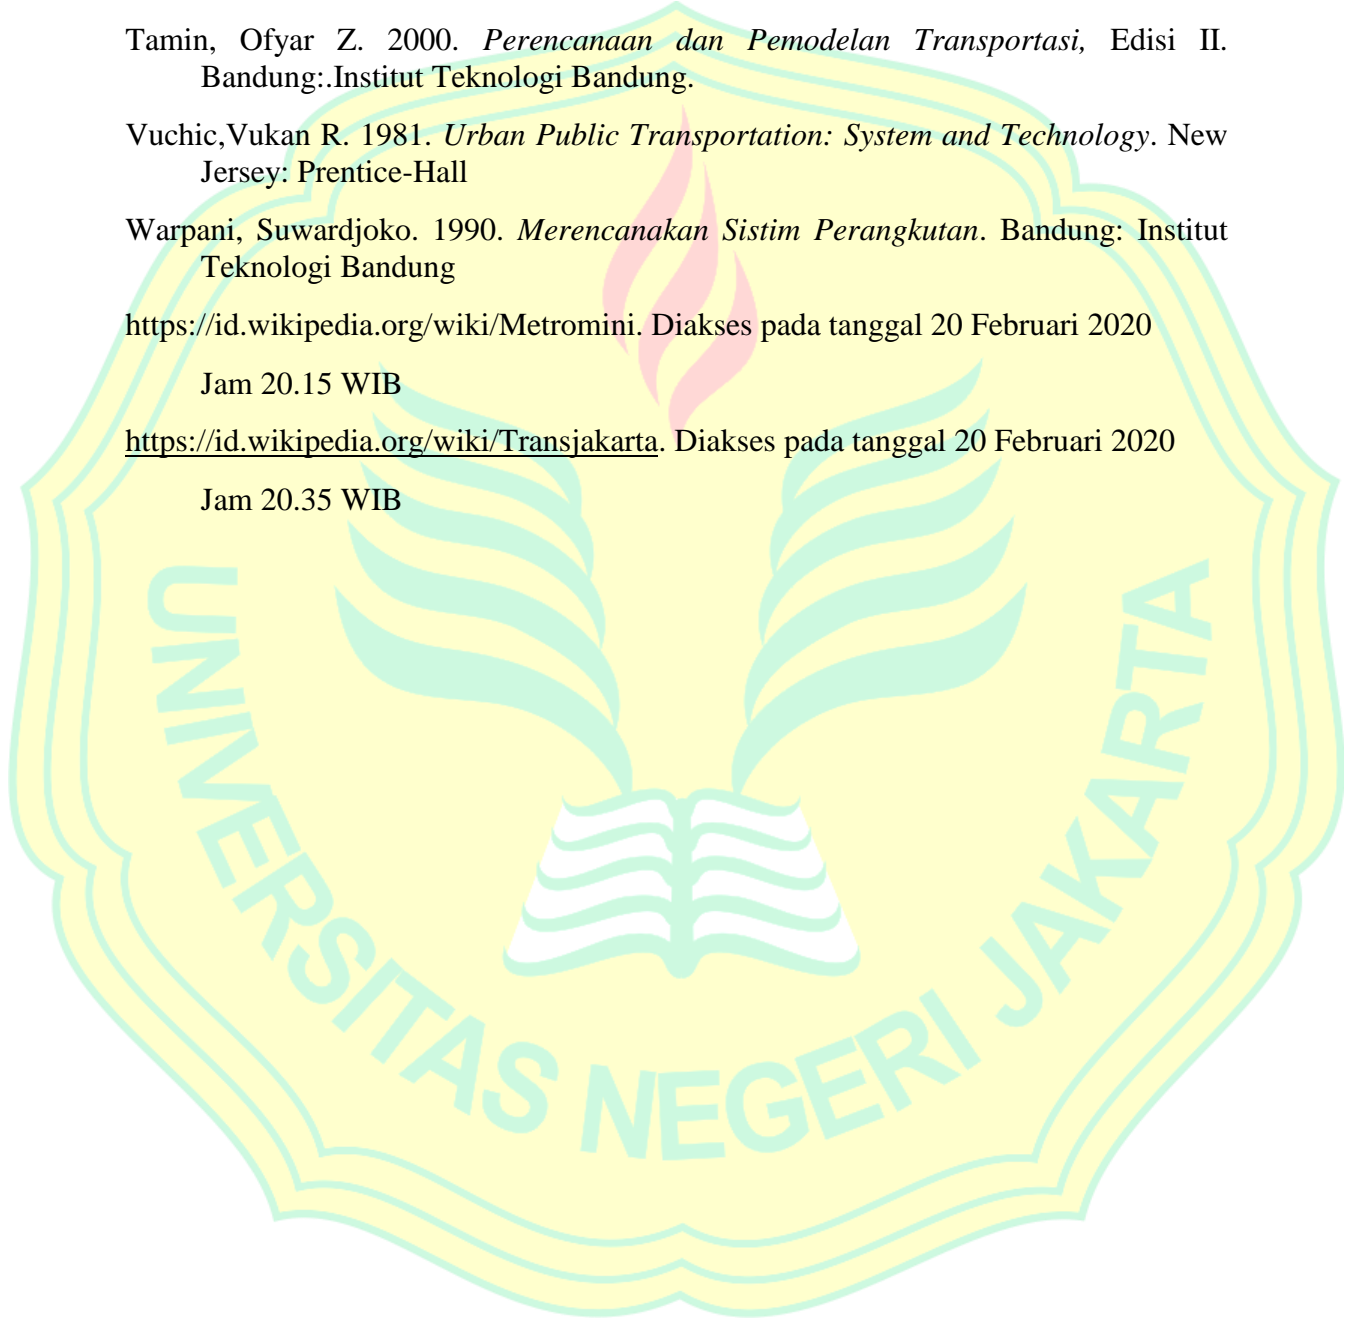 Tamin, Ofyar Z. 2000. Perencanaan dan Pemodelan Transportasi, Edisi II.
Bandung:.Institut Teknologi Bandung.
Vuchic,Vukan R. 1981. Urban Public Transportation: System and Technology. New
Jersey: Prentice-Hall
Warpani, Suwardjoko. 1990. Merencanakan Sistim Perangkutan. Bandung: Institut
Teknologi Bandung
https://id.wikipedia.org/wiki/Metromini. Diakses pada tanggal 20 Februari 2020
Jam 20.15 WIB
https://id.wikipedia.org/wiki/Transjakarta. Diakses pada tanggal 20 Februari 2020
Jam 20.35 WIB
UNIVERSITAS NEGERI JAKARTA